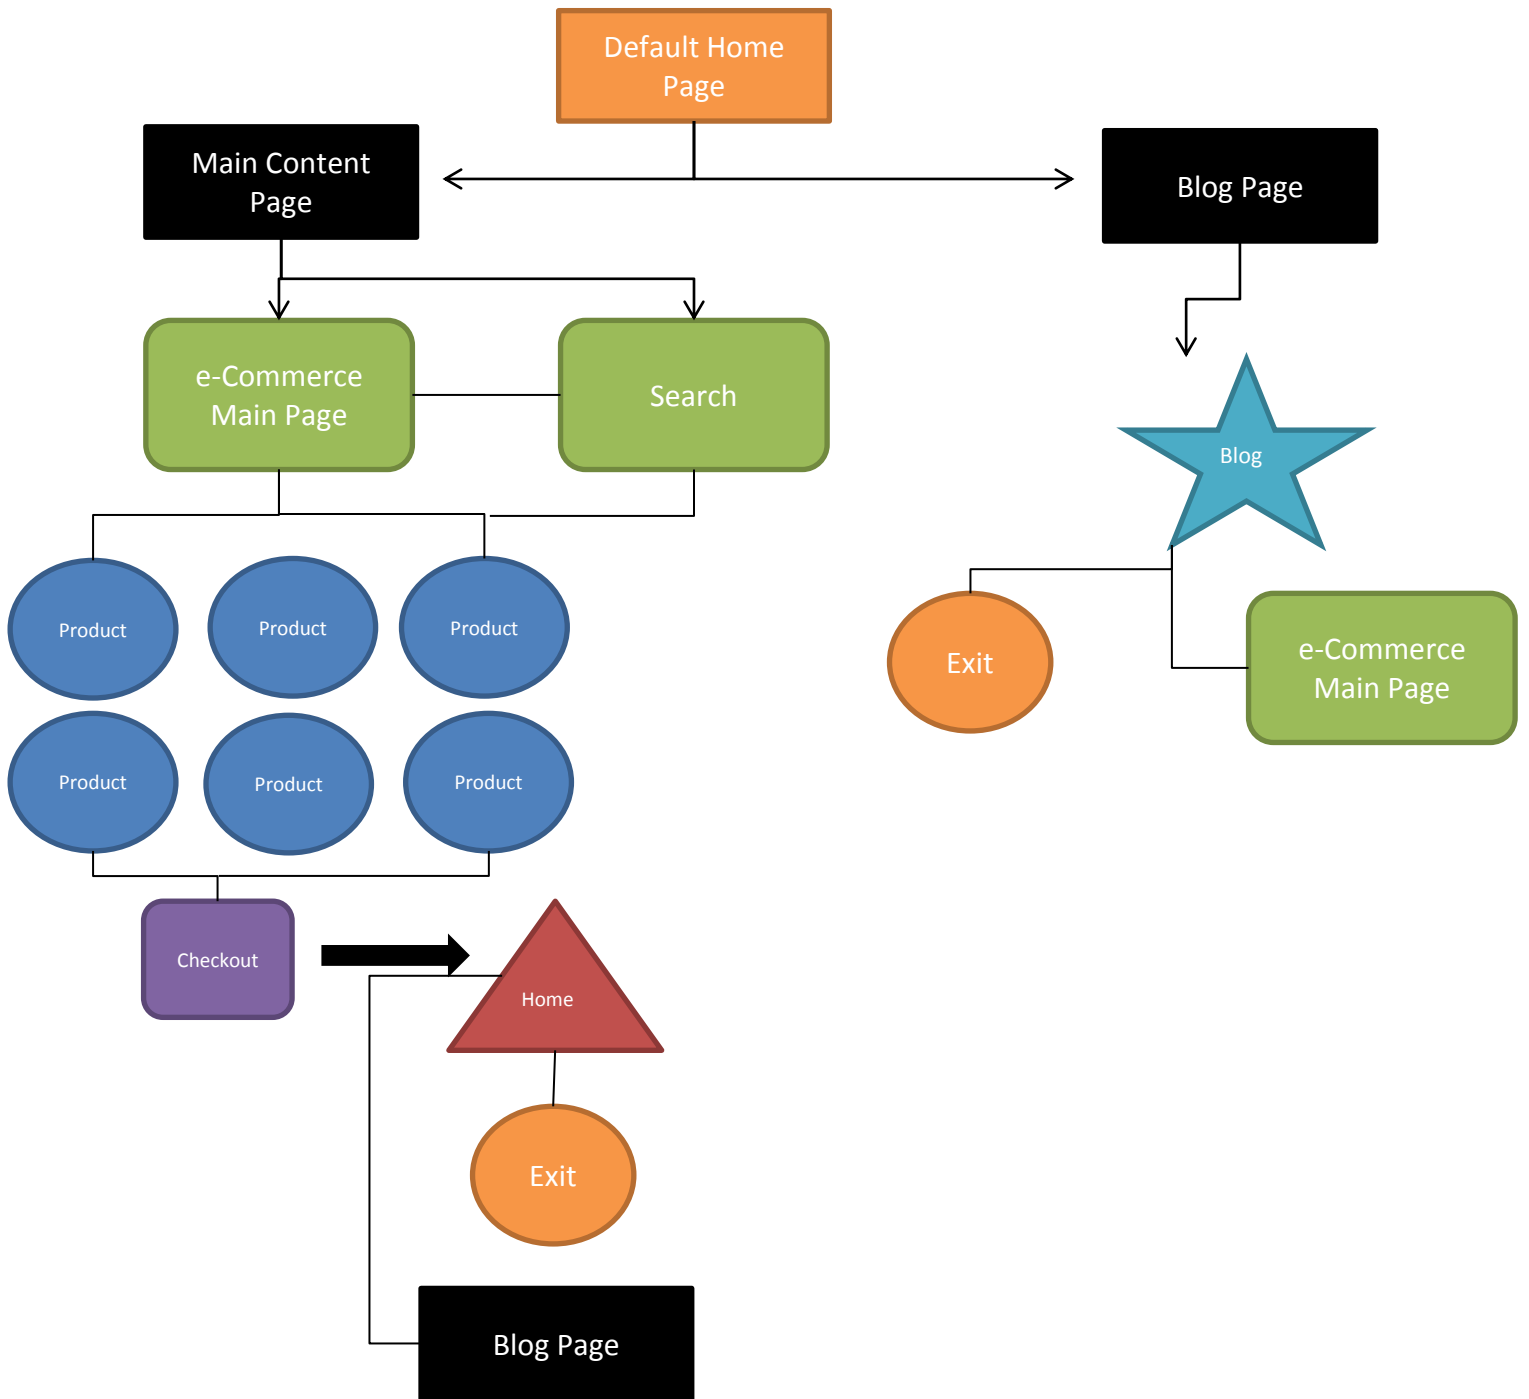 Default Home
Page
Main Content
Page
Blog Page
e-Commerce
Main Page
Search
Blog
Product
Product
Product
Exit
e-Commerce
Main Page
Product
Product
Product
Checkout
Home
Exit
Blog Page